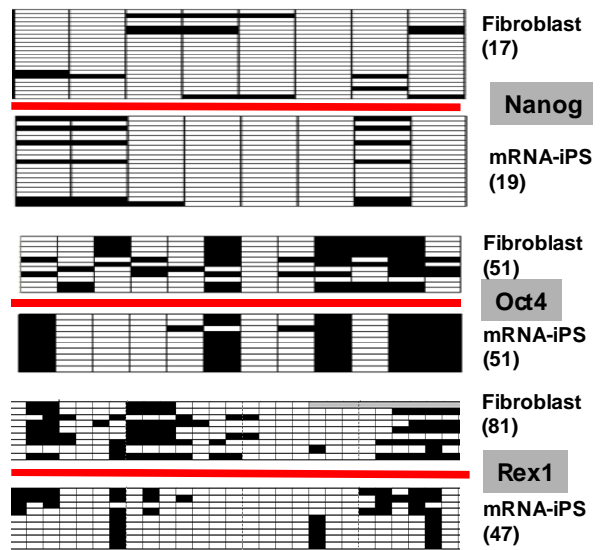 Fibroblast
(17)
Nanog
mRNA-iPS
(19)
Fibroblast
(51)
Oct4
mRNA-iPS
(51)
Fibroblast
(81)
Rex1
mRNA-iPS
(47)